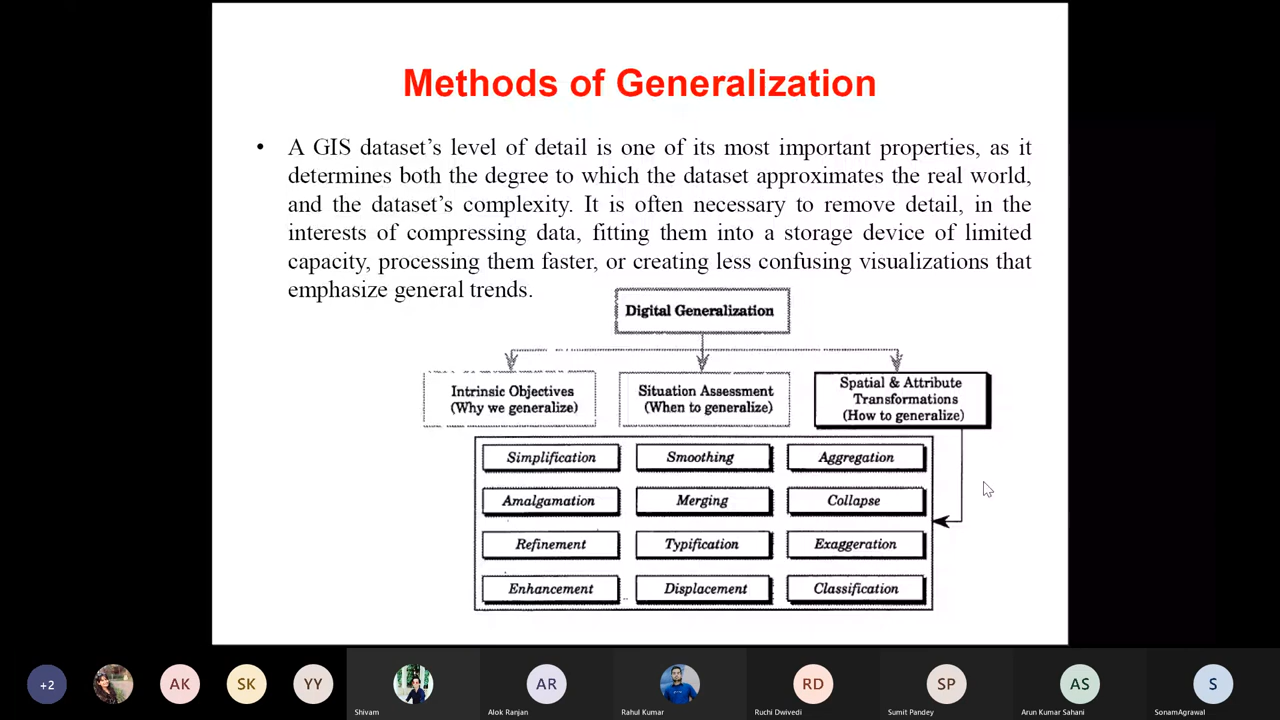 Methods of Generalization
• A GIS dataset’s level of detail is one of its most important properties, as it
determines both the degree to which the dataset approximates the real world,
and the dataset’s complexity. It is often necessary to remove detail, in the
interests of compressing data, fitting them into a storage device of limited
capacity, processing them faster, or creating less confusing visualizations that
emphasize general trends.
Digital Generalization
Intrinsic Objectives
(Why we generalize)
Situation Assessment
(When to generalize)
Spatial & Attribute
Transformations
(How to generalize)
Simplification
Smoothing
Aggregation
Amalgamation
Merging
Collapse
Refinement
Typification
Exaggeration
Enhancement
Displacement
Classification
+2
AK
SK
YY
AR
RD
SP
AS
S
Shivam
Alok Ranjan
Rahul Kumar
Ruchi Dwivedi
Sumit Pandey
Arun Kumar Sahani
SonamAgrawal